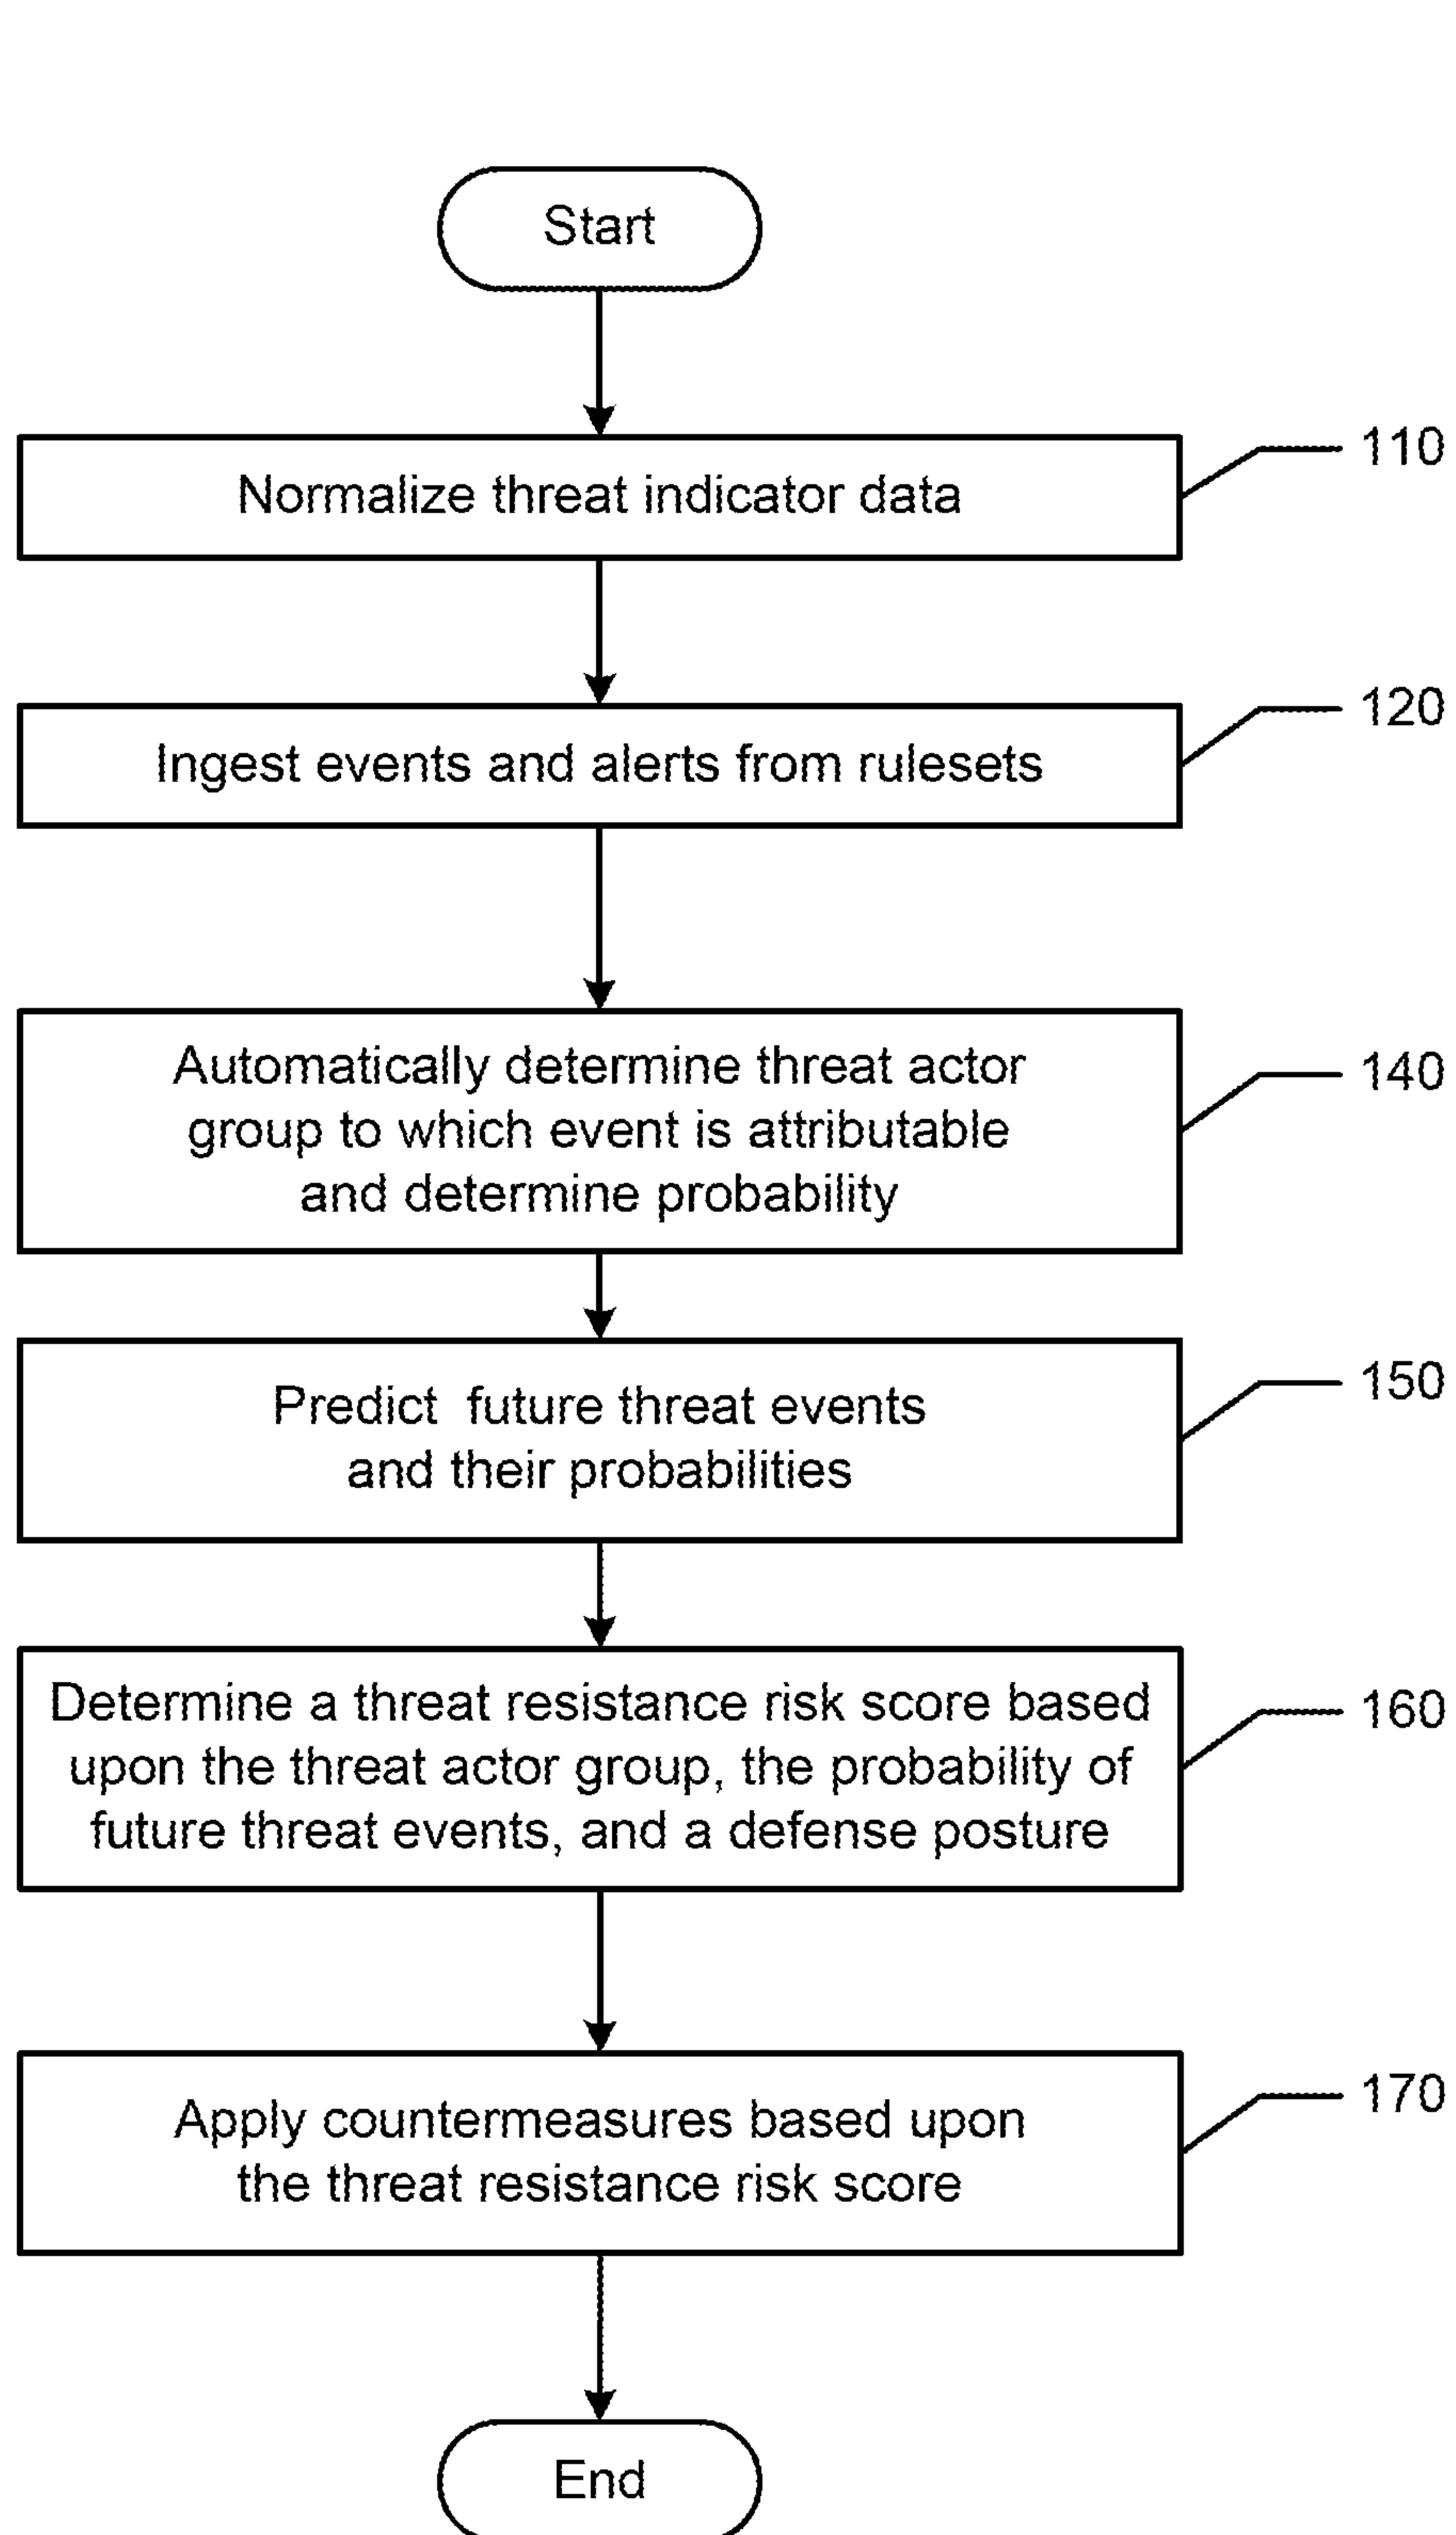 Start
Normalize threat indicator data
110
Ingest events and alerts from rulesets
120
Automatically determine threat actor
group to which event is attributable
and determine probability
140
Predict future threat events
and their probabilities
150
Determine a threat resistance risk score based
upon the threat actor group, the probability of
future threat events, and a defense posture
160
Apply countermeasures based upon
the threat resistance risk score
170
End